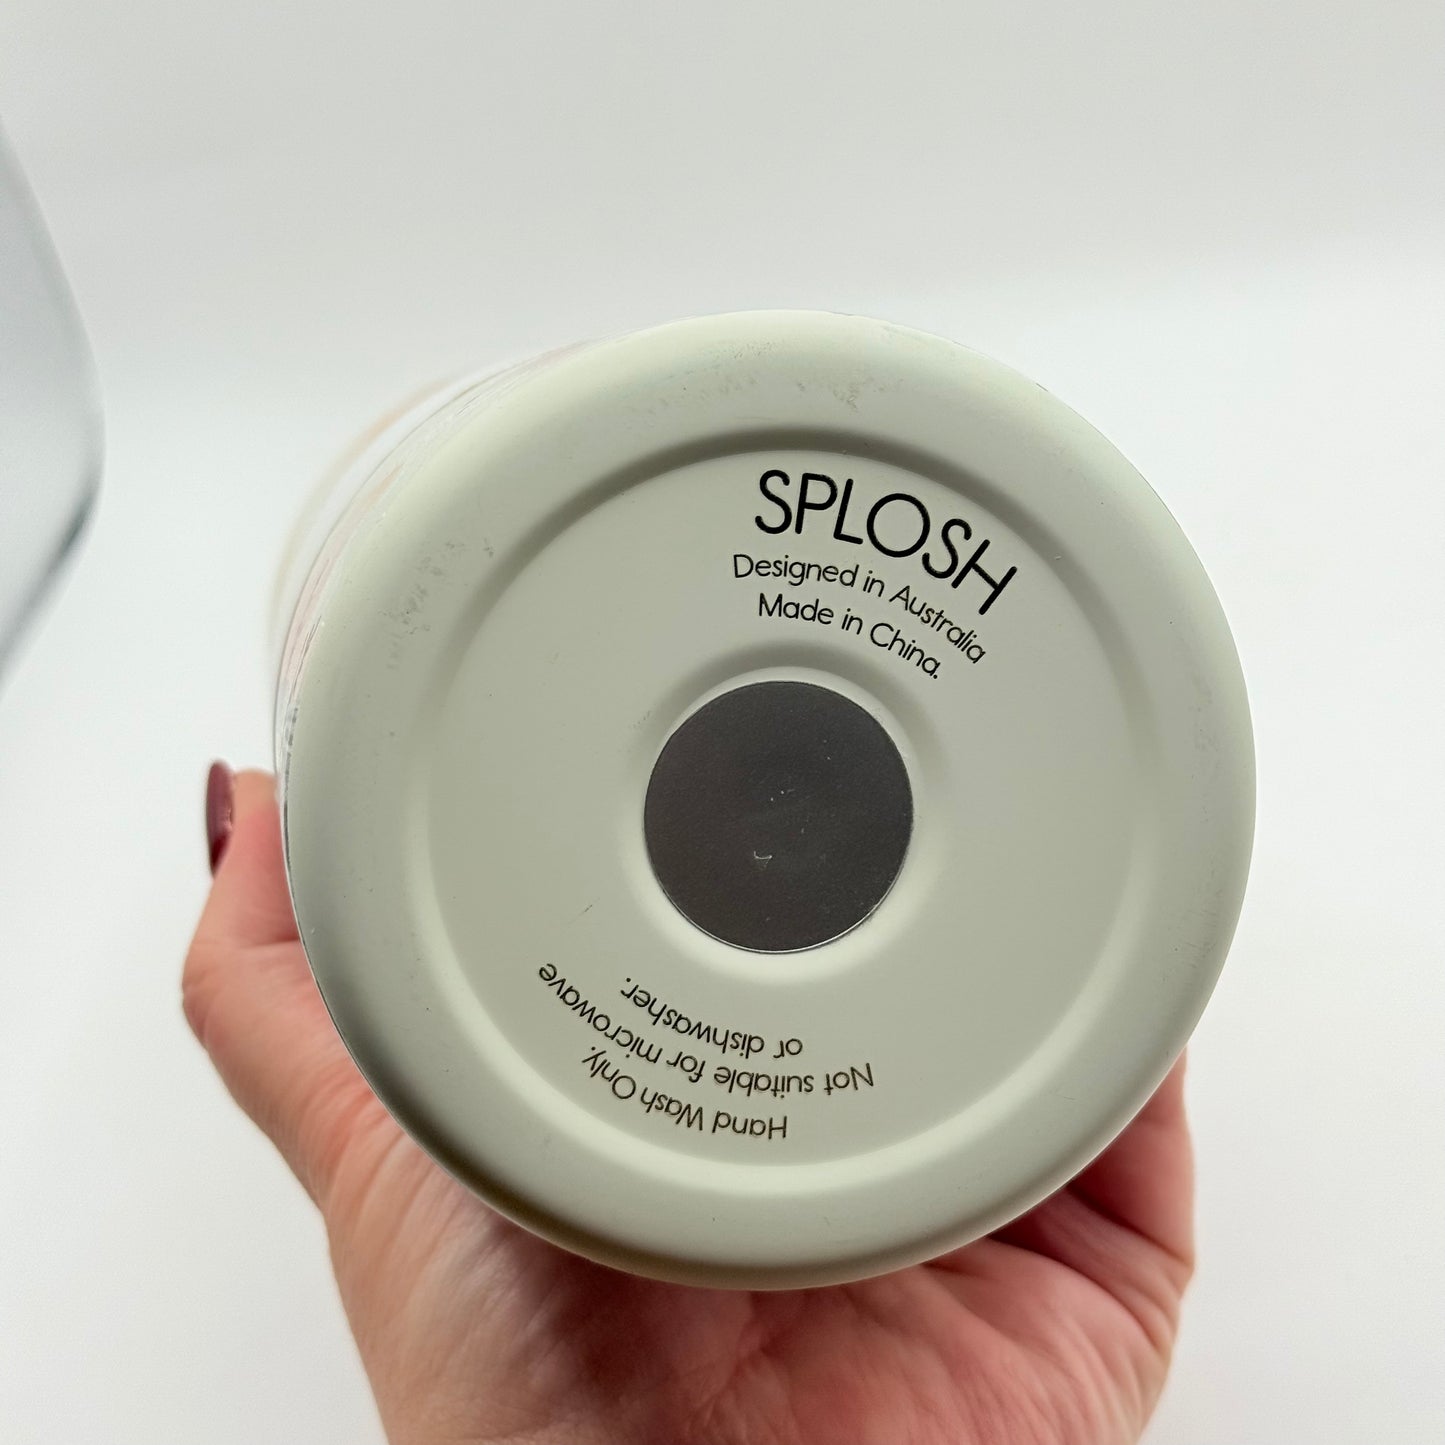 SPLOSH
Designed in Australia
Made in China.
Hand Wash Only,
Not suitable for microwave
or dishwasher.